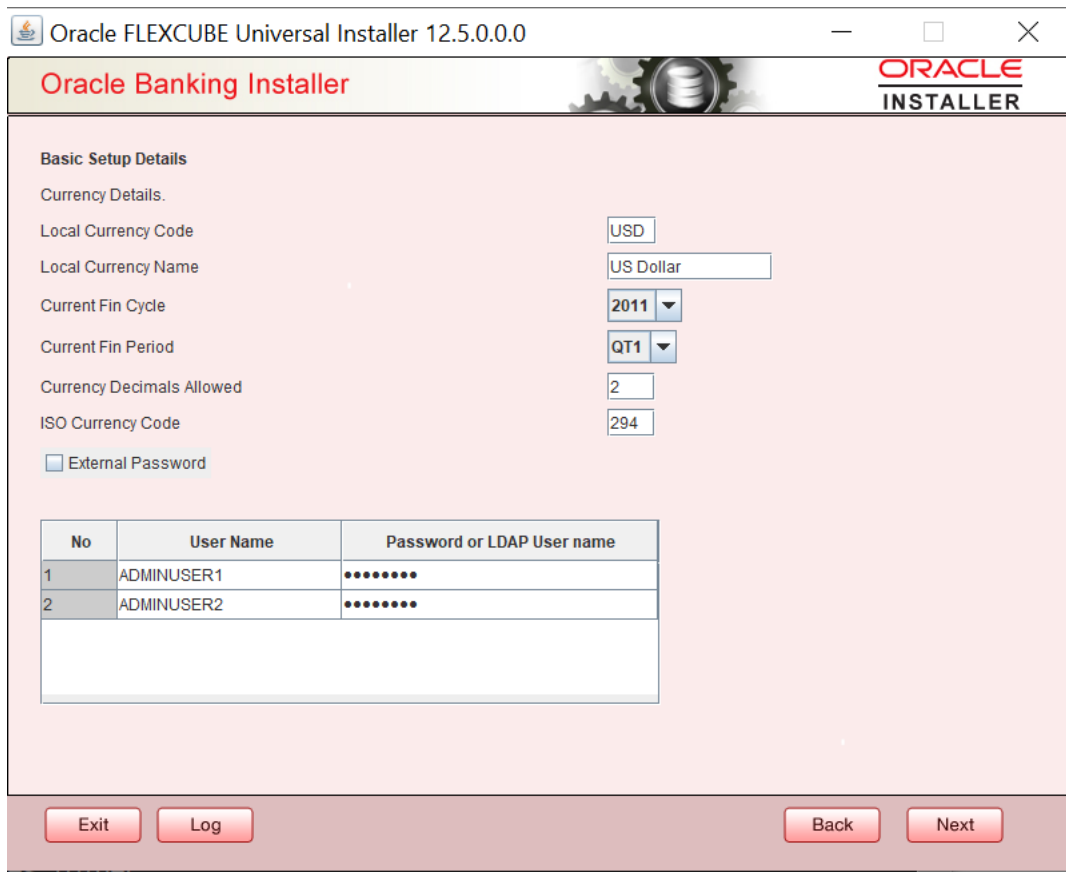 Oracle FLEXCUBE Universal Installer 12.5.0.0.0
Oracle Banking Installer
ORACLE
INSTALLER
Basic Setup Details
Currency Details.
Local Currency Code USD
Local Currency Name US Dollar
Current Fin Cycle 2011
Current Fin Period QT1
Currency Decimals Allowed 2
ISO Currency Code 294
External Password
No User Name Password or LDAP User name
1 ADMINUSER1 ••••••••
2 ADMINUSER2 ••••••••
Exit Log Back Next